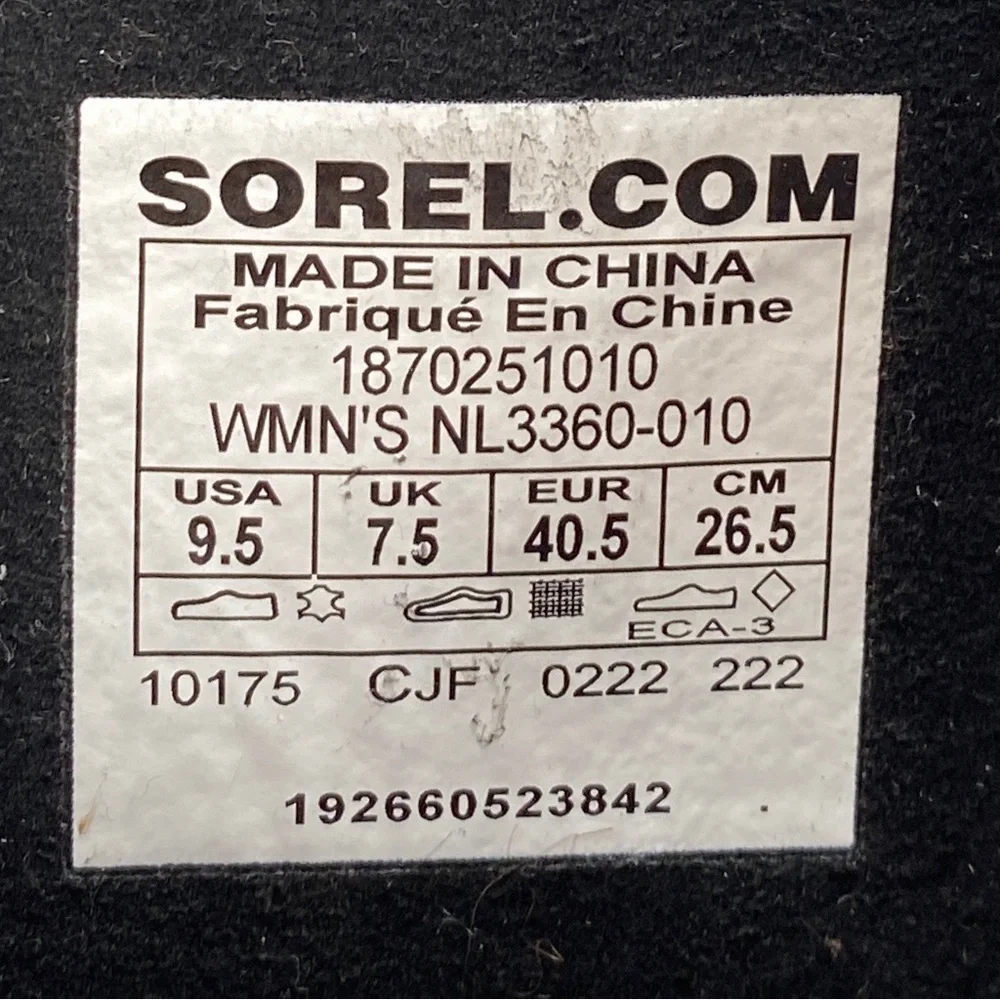 SOREL.COM
MADE IN CHINA
Fabriqué En Chine
1870251010
WMN'S NL3360-010
USA UK EUR CM
9.5 7.5 40.5 26.5
ECA-3
10175 CJF 0222 222
192660523842